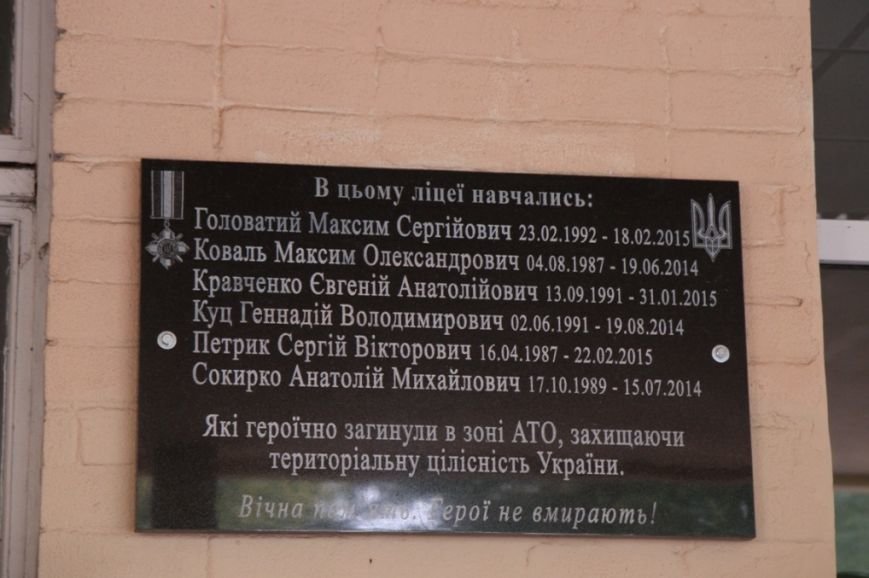 В цьому ліцеї навчались:
Головатий Максим Сергійович 23.02.1992 - 18.02.2015
Коваль Максим Олександрович 04.08.1987 - 19.06.2014
Кравченко Євгеній Анатолійович 13.09.1991 - 31.01.2015
Куц Геннадій Володимирович 02.06.1991 - 19.08.2014
Петрик Сергій Вікторович 16.04.1987 - 22.02.2015
Сокирко Анатолій Михайлович 17.10.1989 - 15.07.2014
Які героїчно загинули в зоні АТО, захищаючи
територіальну цілісність України.
Вічна пам'ять. Герої не вмирають!